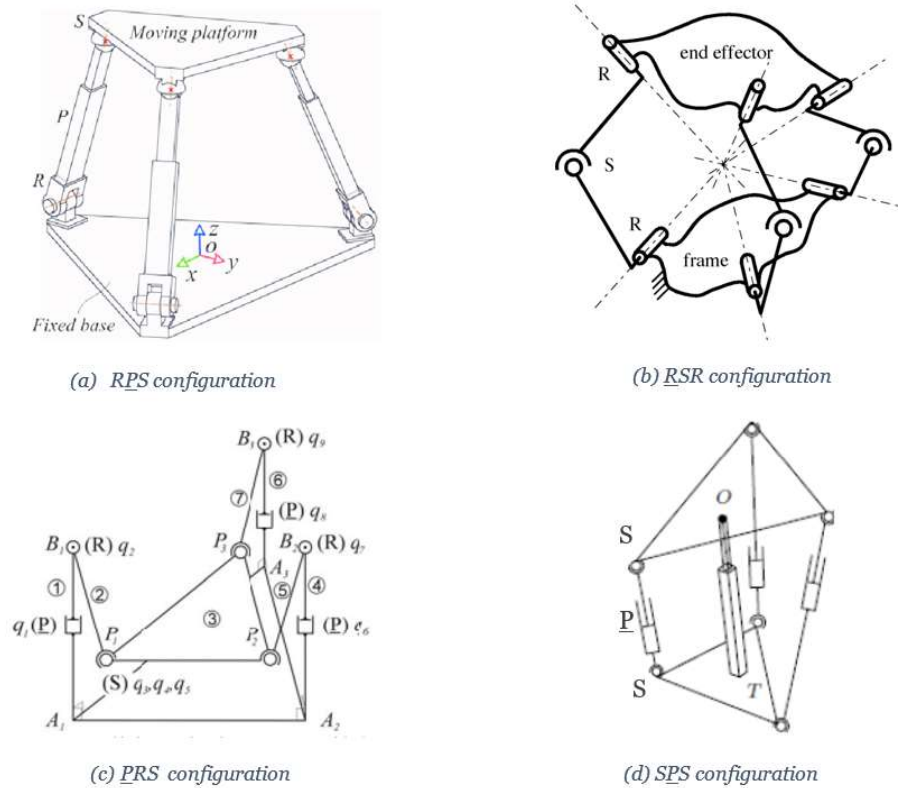 S
Moving platform
P
R
z
o
x
y
Fixed base
(a) RPS configuration
R
end effector
S
R
frame
(b) RSR configuration
B3 (R) q9
⑥
⑦
(P) q8
B1 (R) q2
P3
B2 (R) q7
A3
①
②
⑤
④
③
q1 (P)
P1
P2
(P)
(S) q3, q4, q5
A1
A2
(c) PRS configuration
O
S
P
S
T
(d) SPS configuration